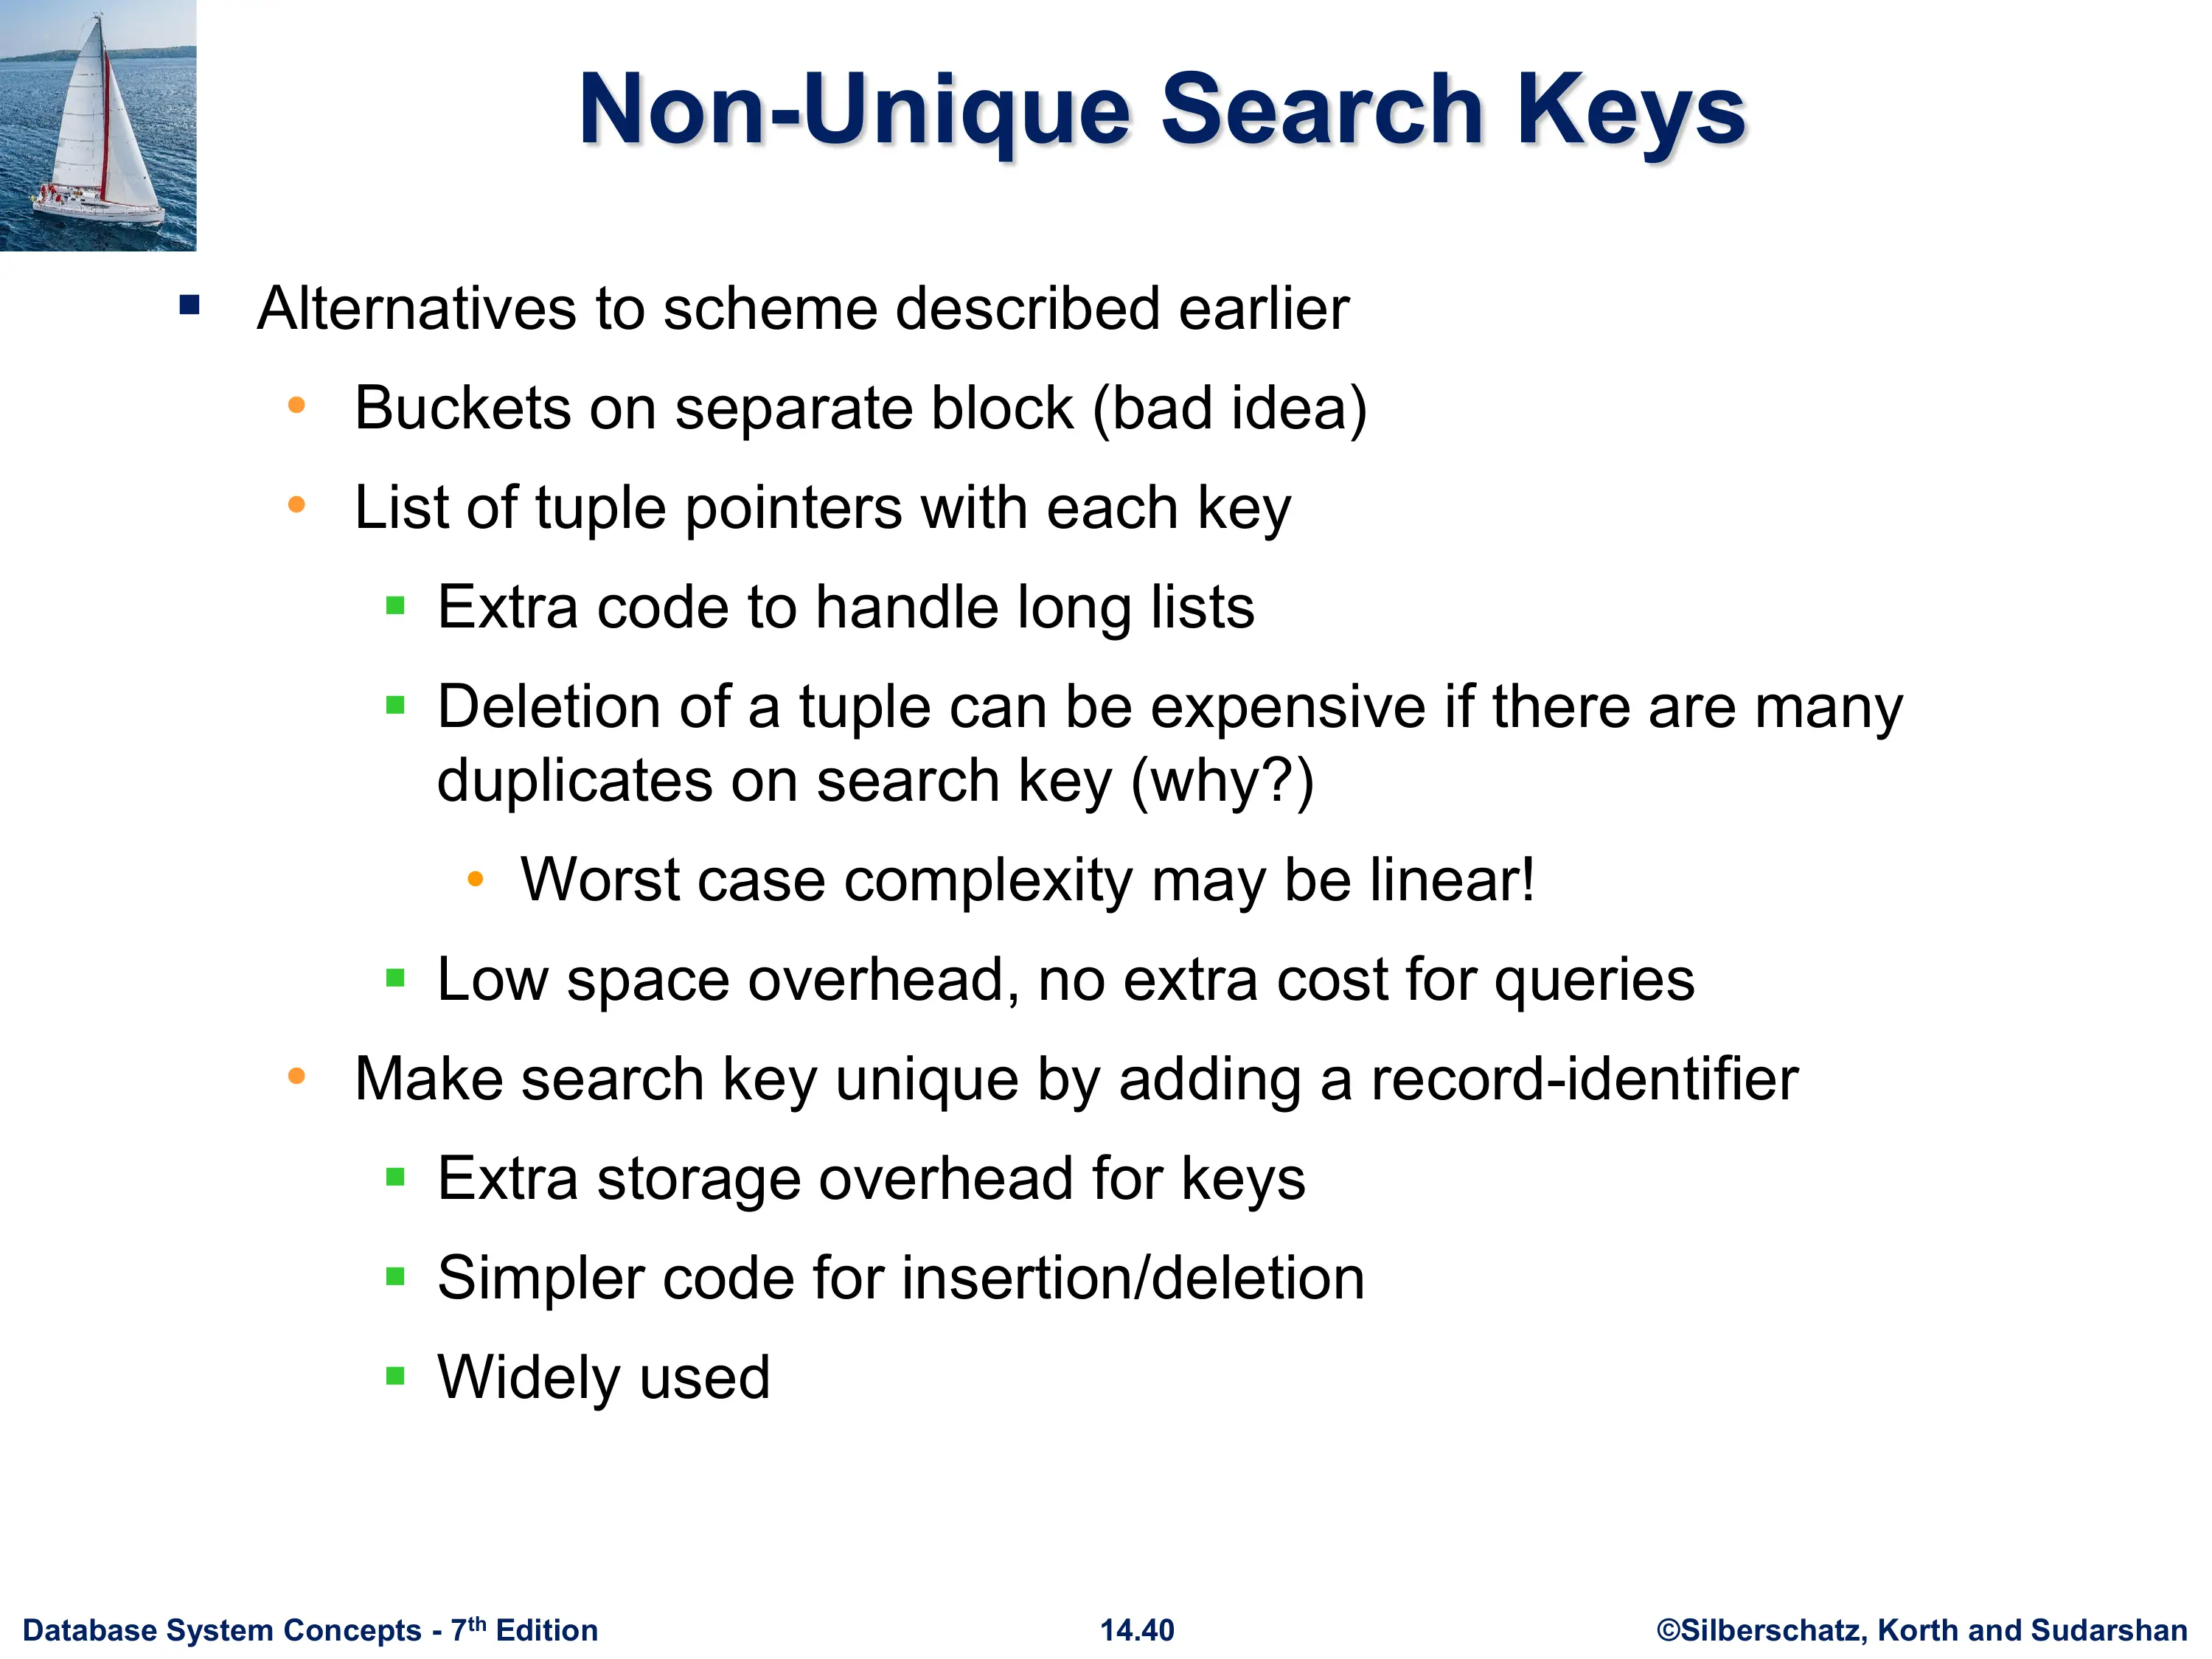 Non-Unique Search Keys
▪ Alternatives to scheme described earlier
• Buckets on separate block (bad idea)
• List of tuple pointers with each key
▪ Extra code to handle long lists
▪ Deletion of a tuple can be expensive if there are many
duplicates on search key (why?)
• Worst case complexity may be linear!
▪ Low space overhead, no extra cost for queries
• Make search key unique by adding a record-identifier
▪ Extra storage overhead for keys
▪ Simpler code for insertion/deletion
▪ Widely used
Database System Concepts - 7th Edition 14.40 ©Silberschatz, Korth and Sudarshan